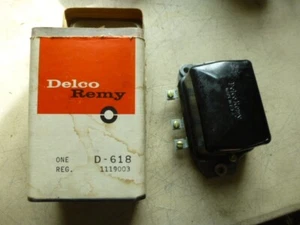 Delco
Remy
ONE D-618
REG. 1119003